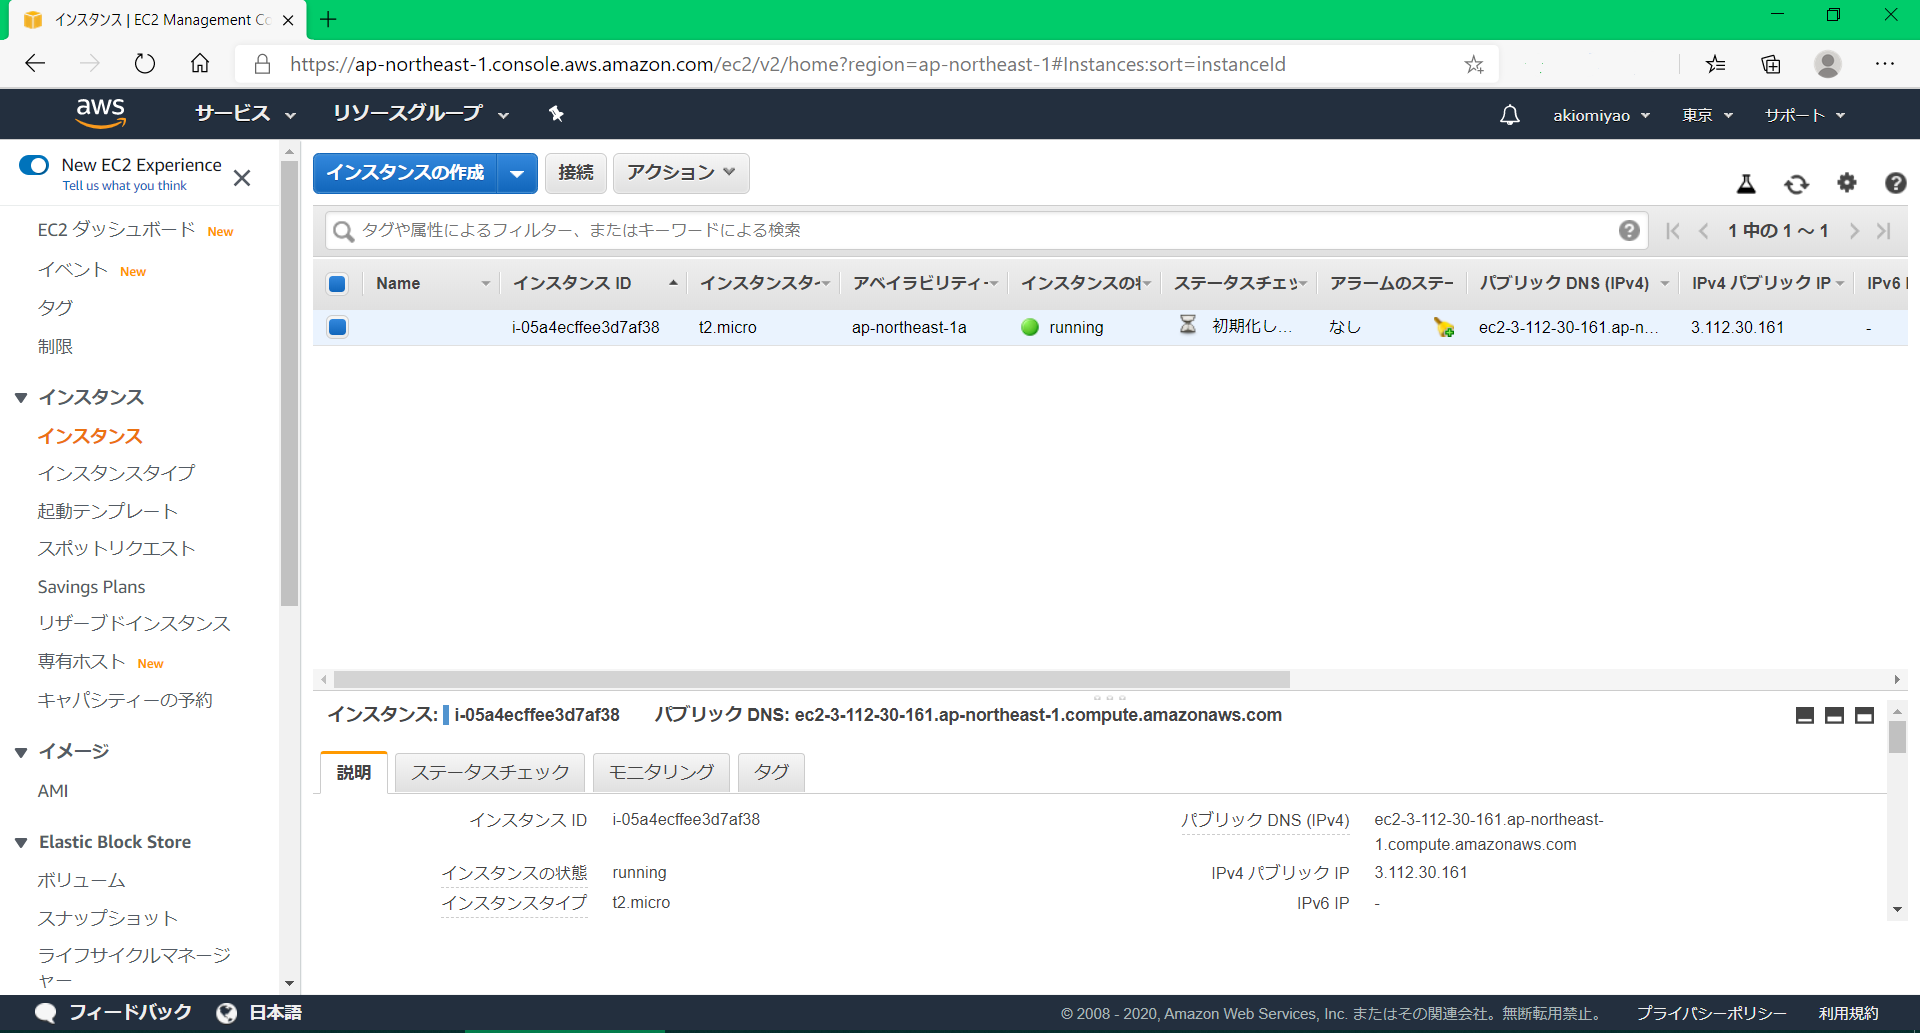 インスタンス | EC2 Management Co
https://ap-northeast-1.console.aws.amazon.com/ec2/v2/home?region=ap-northeast-1#Instances:sort=instanceId
aws サービス リソースグループ akiomiyao 東京 サポート
New EC2 Experience
Tell us what you think
EC2 ダッシュボード New
イベント New
タグ
制限
インスタンス
インスタンス
インスタンスタイプ
起動テンプレート
スポットリクエスト
Savings Plans
リザーブドインスタンス
専有ホスト New
キャパシティーの予約
イメージ
AMI
Elastic Block Store
ボリューム
スナップショット
ライフサイクルマネージ
ャー
インスタンスの作成 接続 アクション
タグや属性によるフィルター、またはキーワードによる検索 1 中の 1 ～ 1
Name インスタンス ID インスタンスター アベイラビリティー インスタンスの状 ステータスチェッ アラームのステー パブリック DNS (IPv4) IPv4 パブリック IP IPv6 I
i-05a4ecffee3d7af38 t2.micro ap-northeast-1a running 初期化し... なし ec2-3-112-30-161.ap-n... 3.112.30.161 -
インスタンス: i-05a4ecffee3d7af38 パブリック DNS: ec2-3-112-30-161.ap-northeast-1.compute.amazonaws.com
説明 ステータスチェック モニタリング タグ
インスタンス ID i-05a4ecffee3d7af38 パブリック DNS (IPv4) ec2-3-112-30-161.ap-northeast-
1.compute.amazonaws.com
インスタンスの状態 running IPv4 パブリック IP 3.112.30.161
インスタンスタイプ t2.micro IPv6 IP -
フィードバック 日本語 © 2008 - 2020, Amazon Web Services, Inc. またはその関連会社。無断転用禁止。 プライバシーポリシー 利用規約